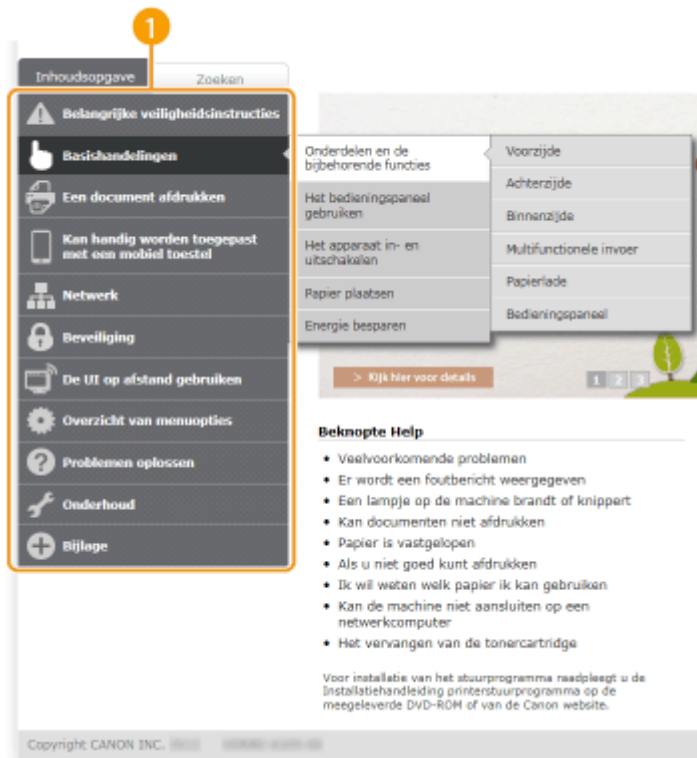 1
Inhoudsopgave
Zoeken
Belangrijke veiligheidsinstructies
Basishandelingen
Een document afdrukken
Kan handig worden toegepast
met een mobiel toestel
Netwerk
Beveiliging
De UI op afstand gebruiken
Overzicht van menuopties
Problemen oplossen
Onderhoud
Bijlage
Onderdelen en de
bijbehorende functies
Het bedieningspaneel
gebruiken
Het apparaat in- en
uitschakelen
Papier plaatsen
Energie besparen
Voorzijde
Achterzijde
Binnenzijde
Multifunctionele invoer
Papierlade
Bedieningspaneel
> Kijk hier voor details
1 2 3
Beknopte Help
• Veelvoorkomende problemen
• Er wordt een foutbericht weergegeven
• Een lampje op de machine brandt of knippert
• Kan documenten niet afdrukken
• Papier is vastgelopen
• Als u niet goed kunt afdrukken
• Ik wil weten welk papier ik kan gebruiken
• Kan de machine niet aansluiten op een
netwerkcomputer
• Het vervangen van de tonercartridge
Voor installatie van het stuurprogramma raadpleegt u de
Installatiehandleiding printerstuurprogramma op de
meegeleverde DVD-ROM of van de Canon website.
Copyright CANON INC.